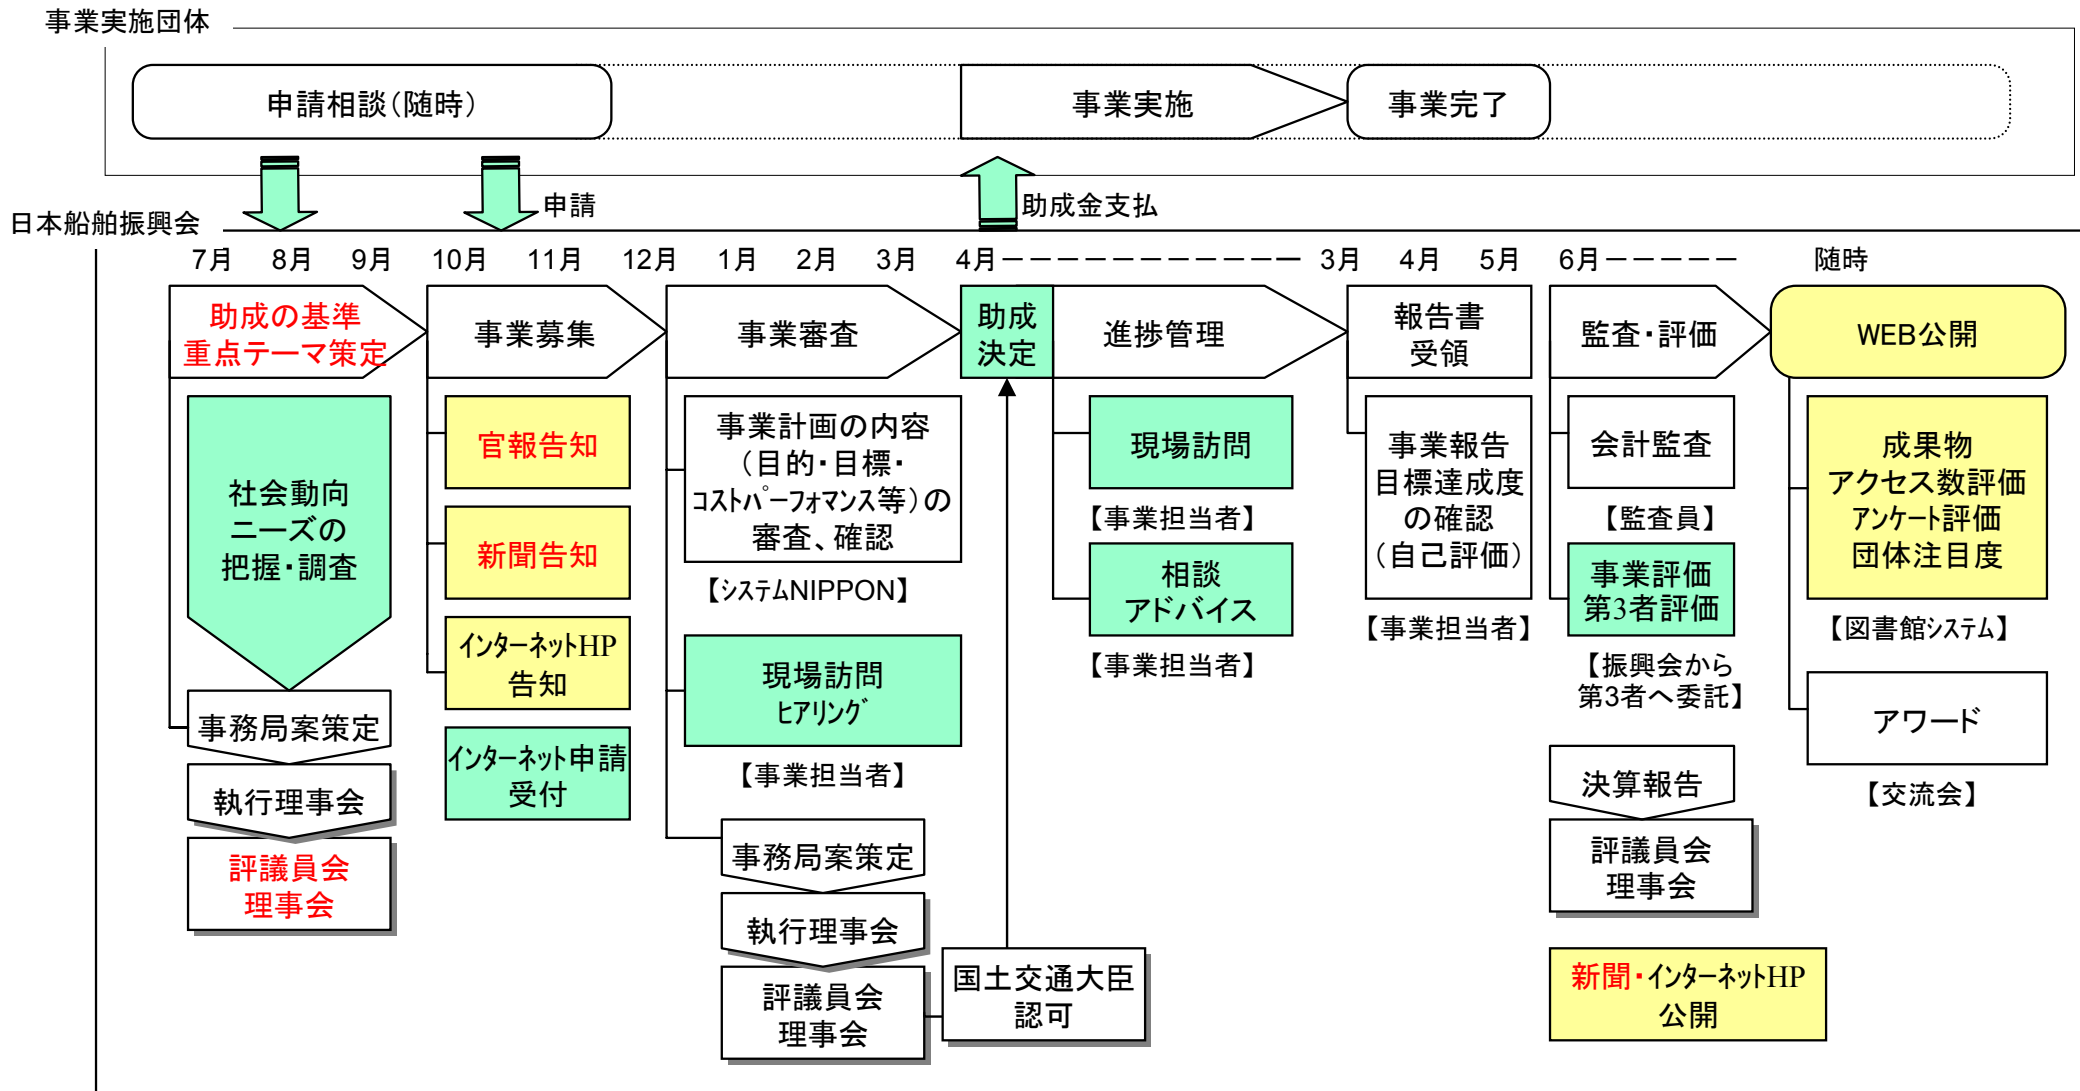 事業実施団体
申請相談（随時）
事業実施
事業完了
申請
助成金支払
日本船舶振興会
7月 8月 9月 10月 11月 12月 1月 2月 3月 4月 3月 4月 5月 6月 随時
助成の基準
重点テーマ策定
事業募集
事業審査
助成
決定
進捗管理
報告書
受領
監査・評価
WEB公開
社会動向
ニーズの
把握・調査
事務局案策定
執行理事会
評議員会
理事会
官報告知
新聞告知
インターネットHP
告知
インターネット申請
受付
事業計画の内容
（目的・目標・
コストパーフォマンス等）の
審査、確認
【システムNIPPON】
現場訪問
ヒアリング
【事業担当者】
事務局案策定
執行理事会
評議員会
理事会
国土交通大臣
認可
現場訪問
【事業担当者】
相談
アドバイス
【事業担当者】
事業報告
目標達成度
の確認
（自己評価）
【事業担当者】
会計監査
【監査員】
事業評価
第3者評価
【振興会から
第3者へ委託】
決算報告
評議員会
理事会
新聞・インターネットHP
公開
成果物
アクセス数評価
アンケート評価
団体注目度
【図書館システム】
アワード
【交流会】